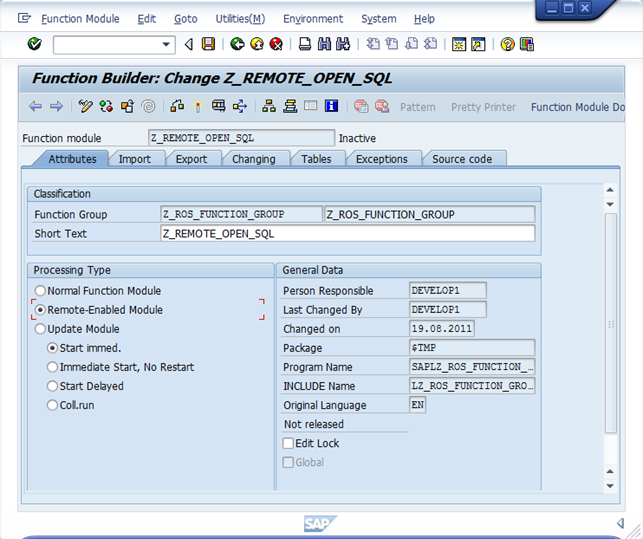 Function Module Edit Goto Utilities(M) Environment System Help
Function Builder: Change Z_REMOTE_OPEN_SQL
Pattern Pretty Printer Function Module Do
Function module Z_REMOTE_OPEN_SQL Inactive
Attributes Import Export Changing Tables Exceptions Source code
Classification
Function Group Z_ROS_FUNCTION_GROUP Z_ROS_FUNCTION_GROUP
Short Text Z_REMOTE_OPEN_SQL
Processing Type
Normal Function Module
Remote-Enabled Module
Update Module
Start immed.
Immediate Start, No Restart
Start Delayed
Coll.run
General Data
Person Responsible DEVELOP1
Last Changed By DEVELOP1
Changed on 19.08.2011
Package $TMP
Program Name SAPLZ_ROS_FUNCTION_...
INCLUDE Name LZ_ROS_FUNCTION_GRO...
Original Language EN
Not released
Edit Lock
Global
SAP